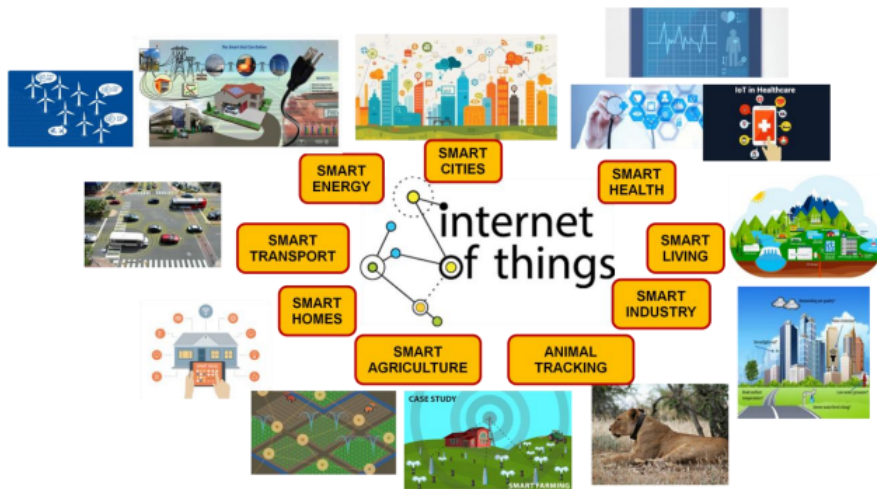 IoT in Healthcare
SMART
ENERGY
SMART
CITIES
SMART
HEALTH
SMART
TRANSPORT
internet
of things
SMART
LIVING
SMART
HOMES
SMART
INDUSTRY
SMART
AGRICULTURE
ANIMAL
TRACKING
CASE STUDY
SMART FARMING